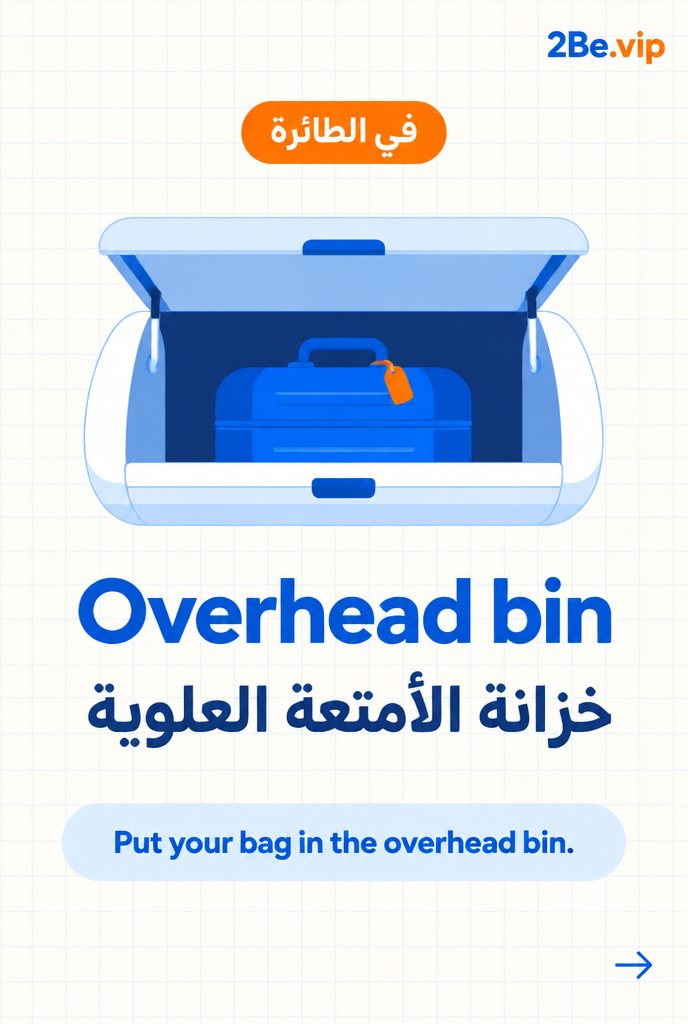 2Be.vip
في الطائرة
Overhead bin
خزانة الأمتعة العلوية
Put your bag in the overhead bin.